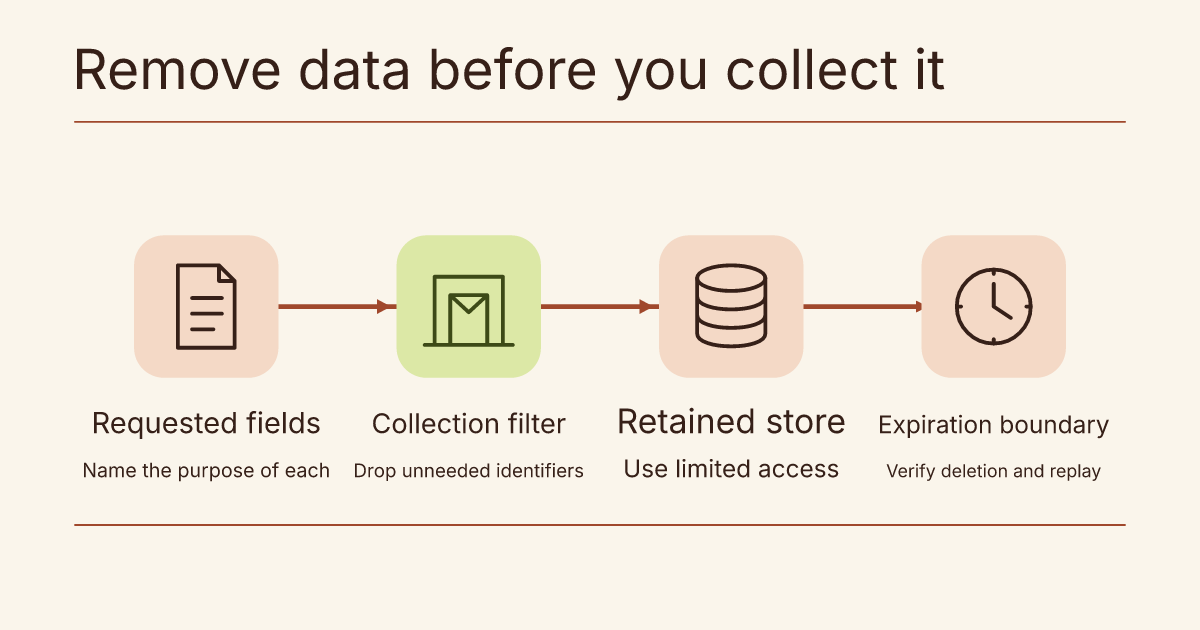 Remove data before you collect it
Requested fields
Name the purpose of each
Collection filter
Drop unneeded identifiers
Retained store
Use limited access
Expiration boundary
Verify deletion and replay